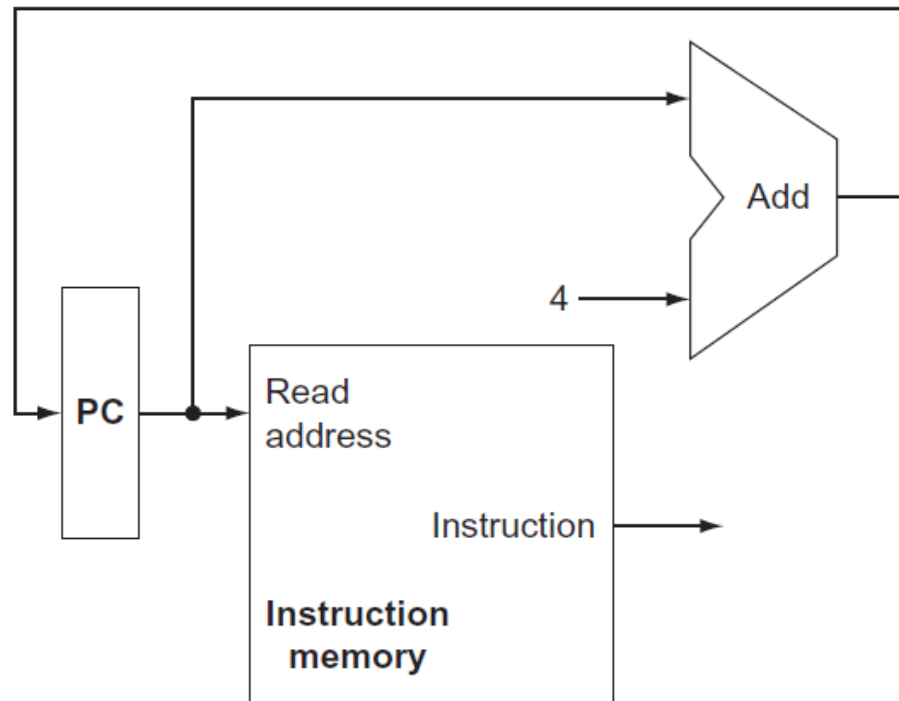 Add
4
PC
Read
address
Instruction
Instruction
memory